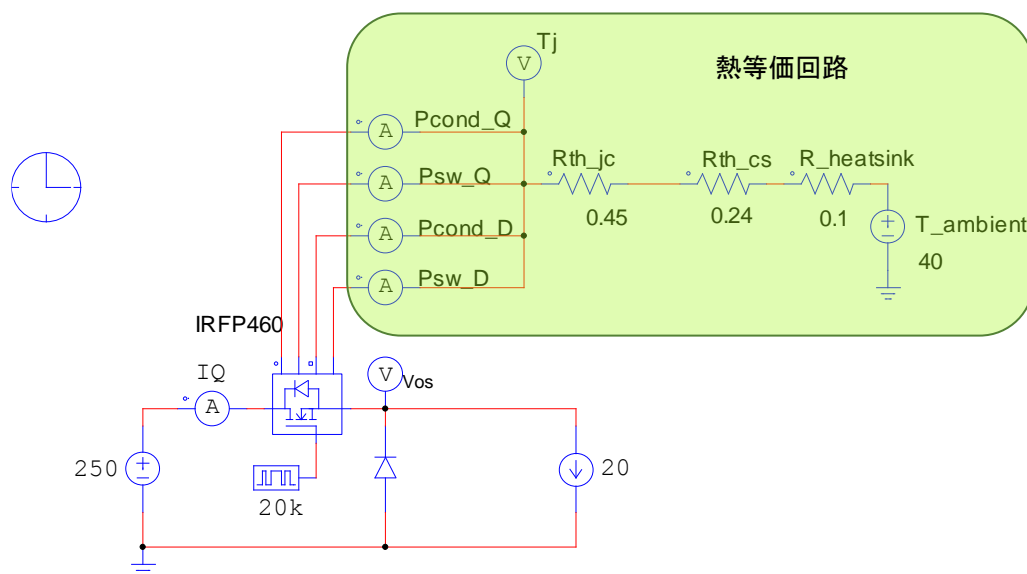 Tj
V
熱等価回路
A
Pcond_Q
A
Psw_Q
Rth_jc
Rth_cs
R_heatsink
0.45
0.24
0.1
A
Pcond_D
T_ambient
40
A
Psw_D
IRFP460
IQ
A
V
Vos
250
20k
20